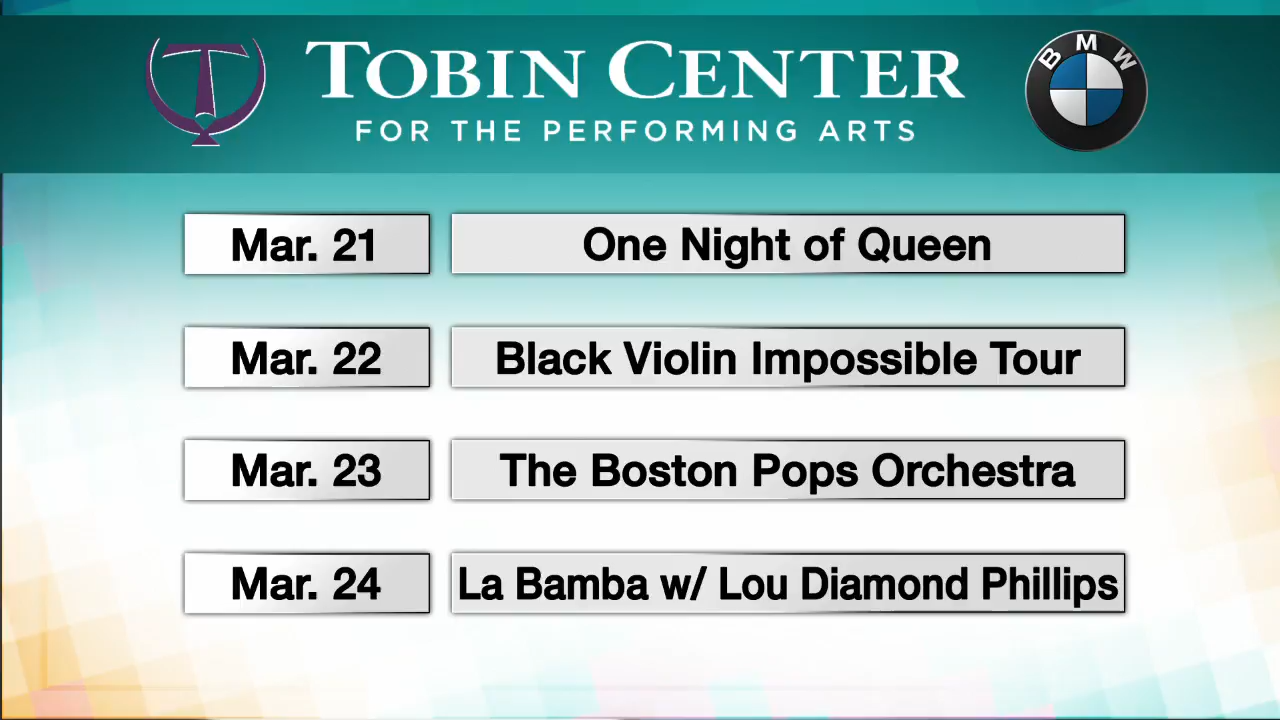 TOBIN CENTER
FOR THE PERFORMING ARTS
BMW
Mar. 21
One Night of Queen
Mar. 22
Black Violin Impossible Tour
Mar. 23
The Boston Pops Orchestra
Mar. 24
La Bamba w/ Lou Diamond Phillips